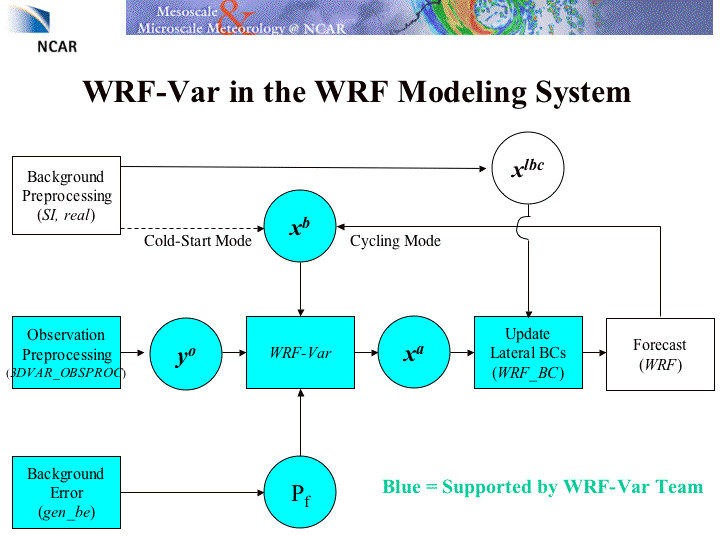 Mesoscale
&
Microscale Meteorology @ NCAR
NCAR
WRF-Var in the WRF Modeling System
x^lbc
Background
Preprocessing
(SI, real)
x^b
Cold-Start Mode
Cycling Mode
Observation
Preprocessing
(3DVAR_OBSPROC)
y^o
WRF-Var
x^a
Update
Lateral BCs
(WRF_BC)
Forecast
(WRF)
Background
Error
(gen_be)
P_f
Blue = Supported by WRF-Var Team